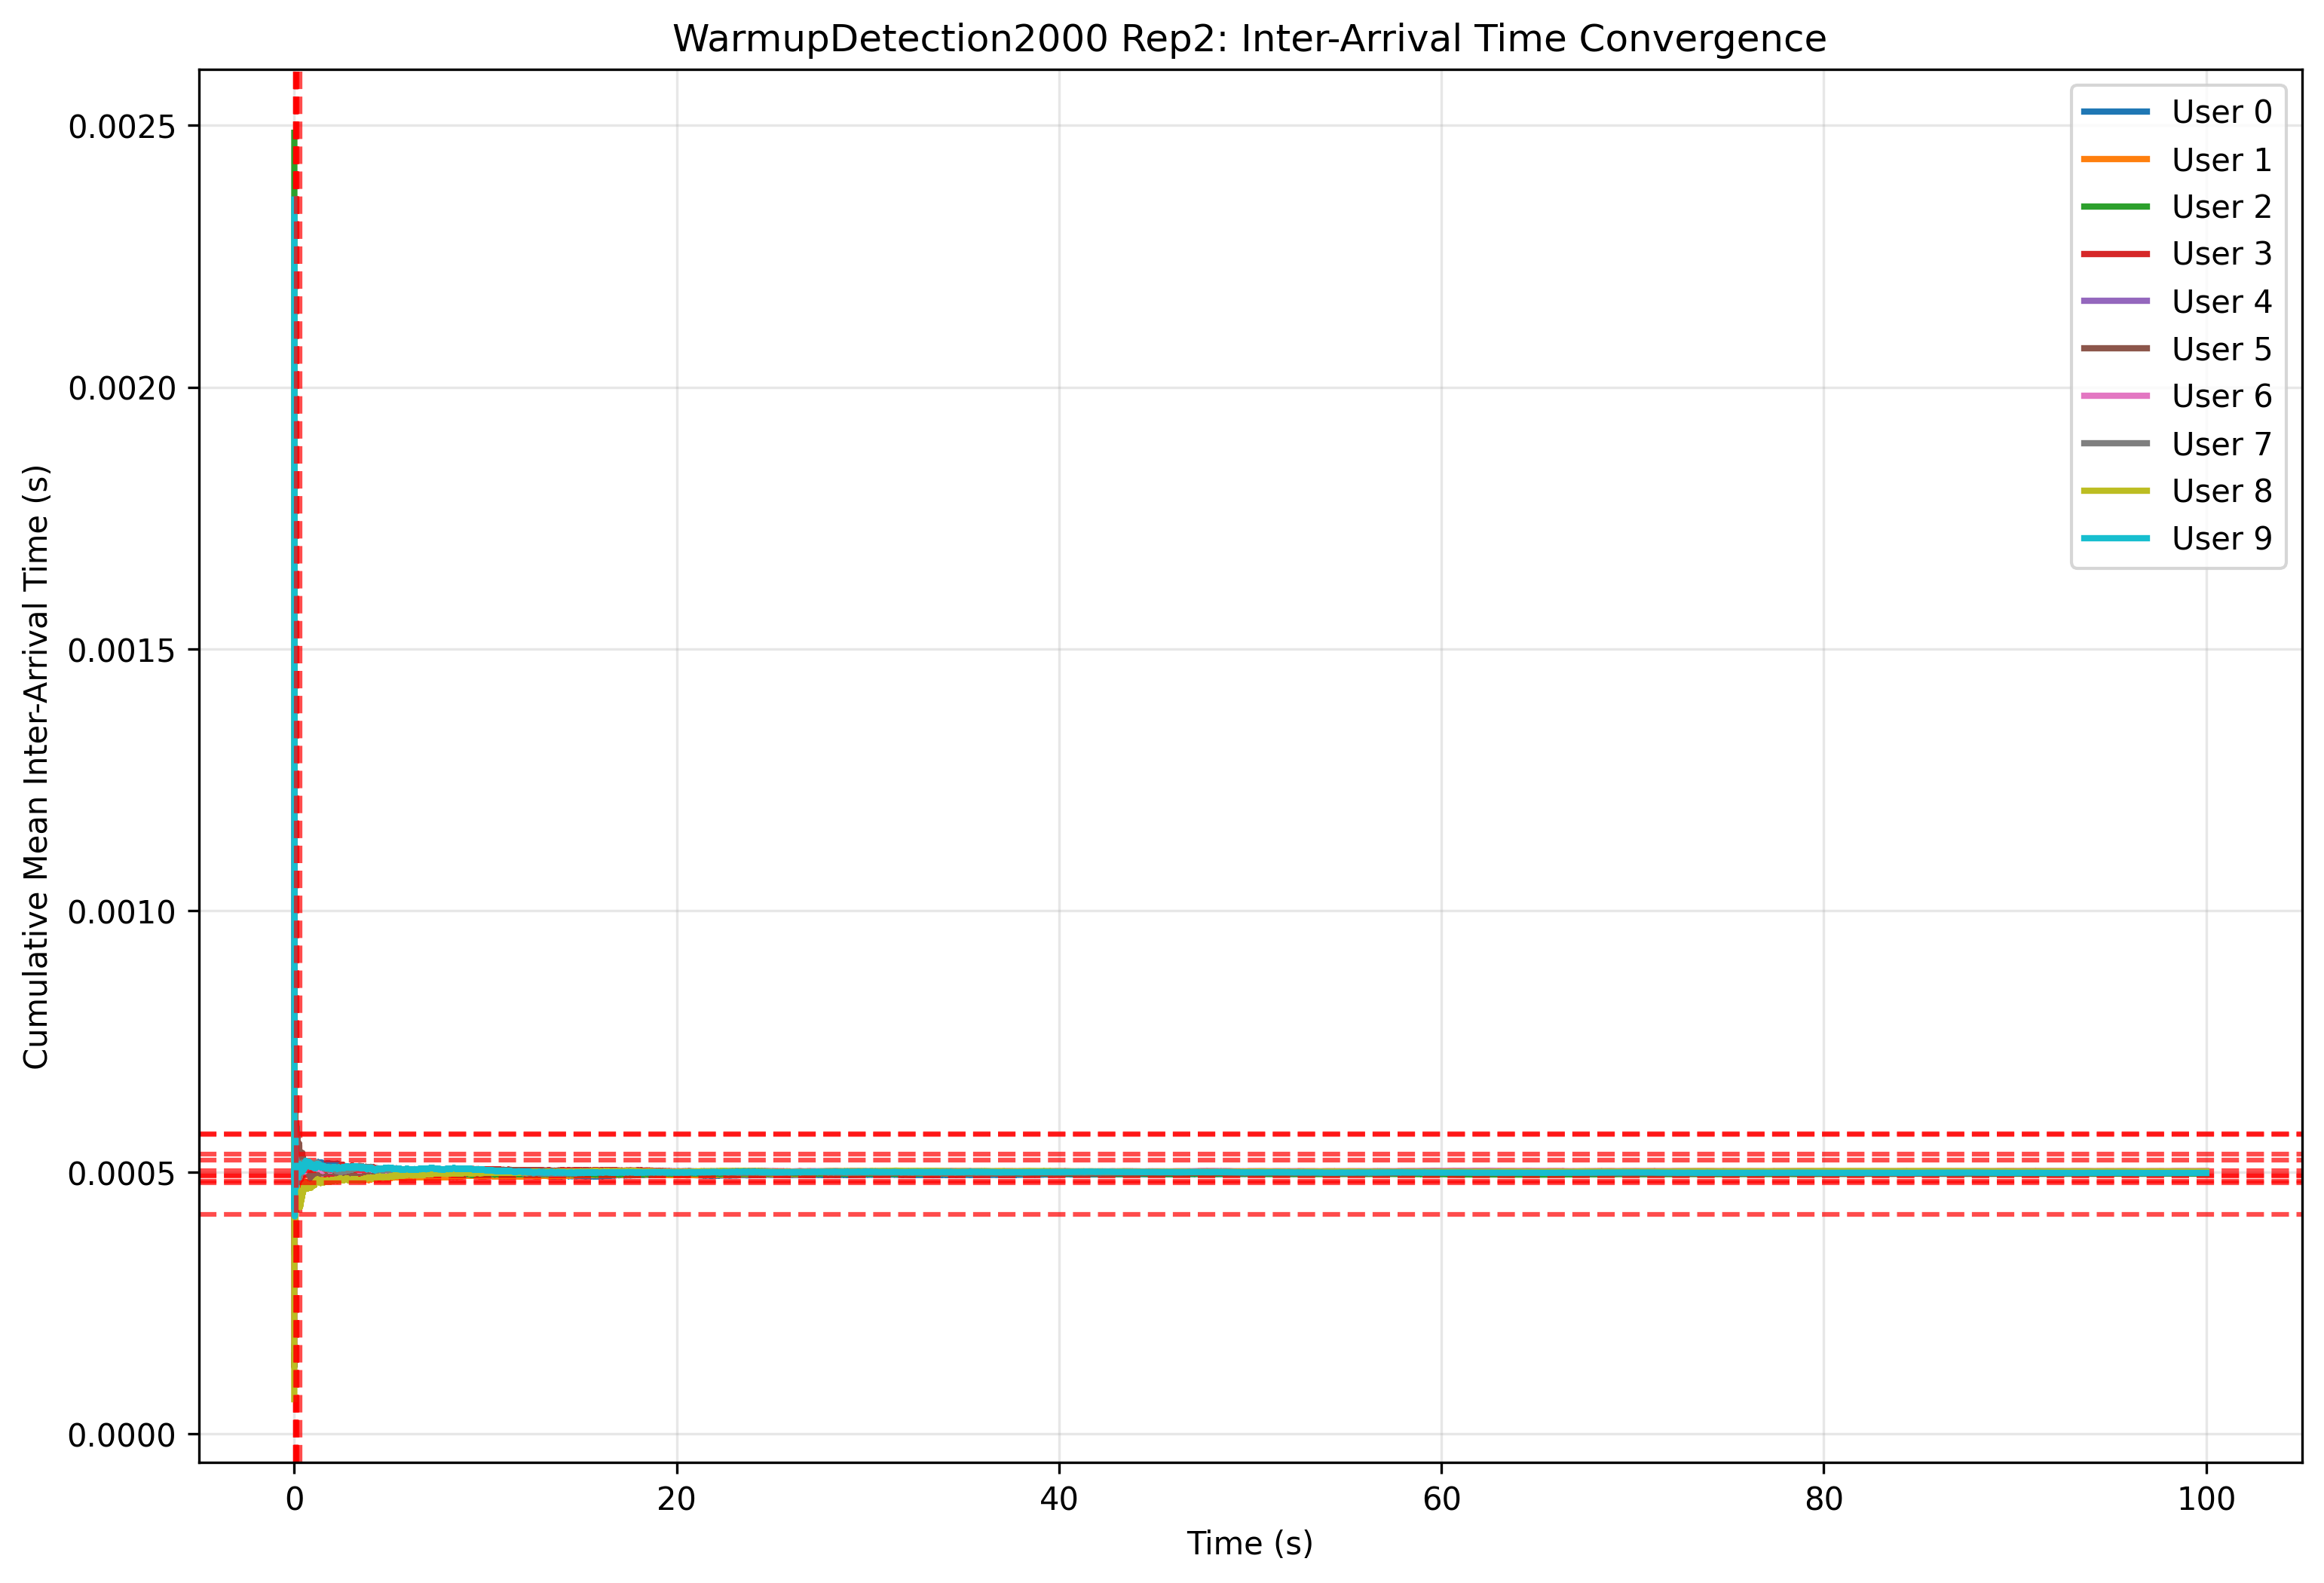 WarmupDetection2000 Rep2: Inter-Arrival Time Convergence
Cumulative Mean Inter-Arrival Time (s)
0.0025
0.0020
0.0015
0.0010
0.0005
0.0000
User 0
User 1
User 2
User 3
User 4
User 5
User 6
User 7
User 8
User 9
0
20
40
60
80
100
Time (s)